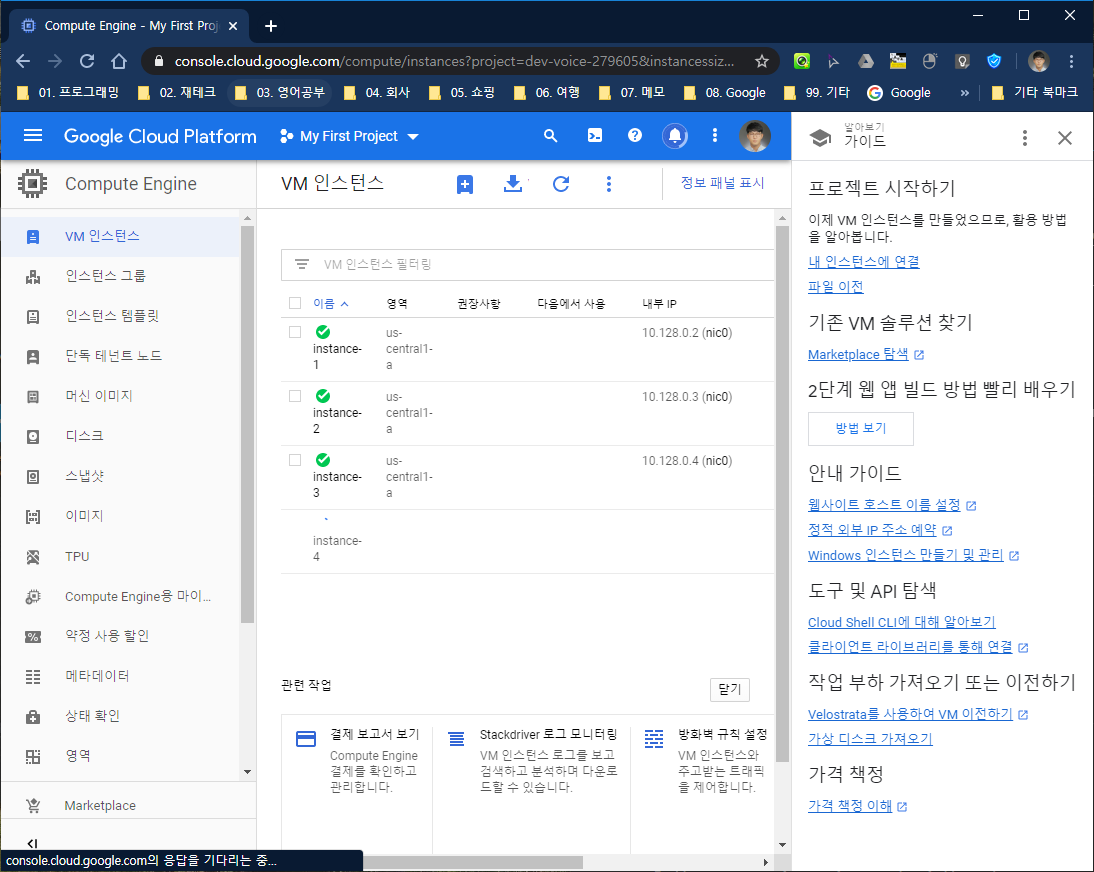 Compute Engine - My First Proj
console.cloud.google.com/compute/instances?project=dev-voice-279605&instancessiz...
01. 프로그래밍
02. 재테크
03. 영어공부
04. 회사
05. 쇼핑
06. 여행
07. 메모
08. Google
99. 기타
Google
»
기타 북마크
Google Cloud Platform
My First Project
알아보기
가이드
Compute Engine
VM 인스턴스
정보 패널 표시
VM 인스턴스
인스턴스 그룹
인스턴스 템플릿
단독 테넌트 노드
머신 이미지
디스크
스냅샷
이미지
TPU
Compute Engine용 마이...
약정 사용 할인
메타데이터
상태 확인
영역
Marketplace
console.cloud.google.com의 응답을 기다리는 중...
VM 인스턴스 필터링
이름 영역 권장사항 다음에서 사용 내부 IP
instance-
1
us-
central1-
a
10.128.0.2 (nic0)
instance-
2
us-
central1-
a
10.128.0.3 (nic0)
instance-
3
us-
central1-
a
10.128.0.4 (nic0)
instance-
4
관련 작업
닫기
결제 보고서 보기
Compute Engine
결제를 확인하고
관리합니다.
Stackdriver 로그 모니터링
VM 인스턴스 로그를 보고
검색하고 분석하며 다운로
드할 수 있습니다.
방화벽 규칙 설정
VM 인스턴스와
주고받는 트래픽
을 제어합니다.
프로젝트 시작하기
이제 VM 인스턴스를 만들었으므로, 활용 방법
을 알아봅니다.
내 인스턴스에 연결
파일 이전
기존 VM 솔루션 찾기
Marketplace 탐색
2단계 웹 앱 빌드 방법 빨리 배우기
방법 보기
안내 가이드
웹사이트 호스트 이름 설정
정적 외부 IP 주소 예약
Windows 인스턴스 만들기 및 관리
도구 및 API 탐색
Cloud Shell CLI에 대해 알아보기
클라이언트 라이브러리를 통해 연결
작업 부하 가져오기 또는 이전하기
Velostrata를 사용하여 VM 이전하기
가상 디스크 가져오기
가격 책정
가격 책정 이해